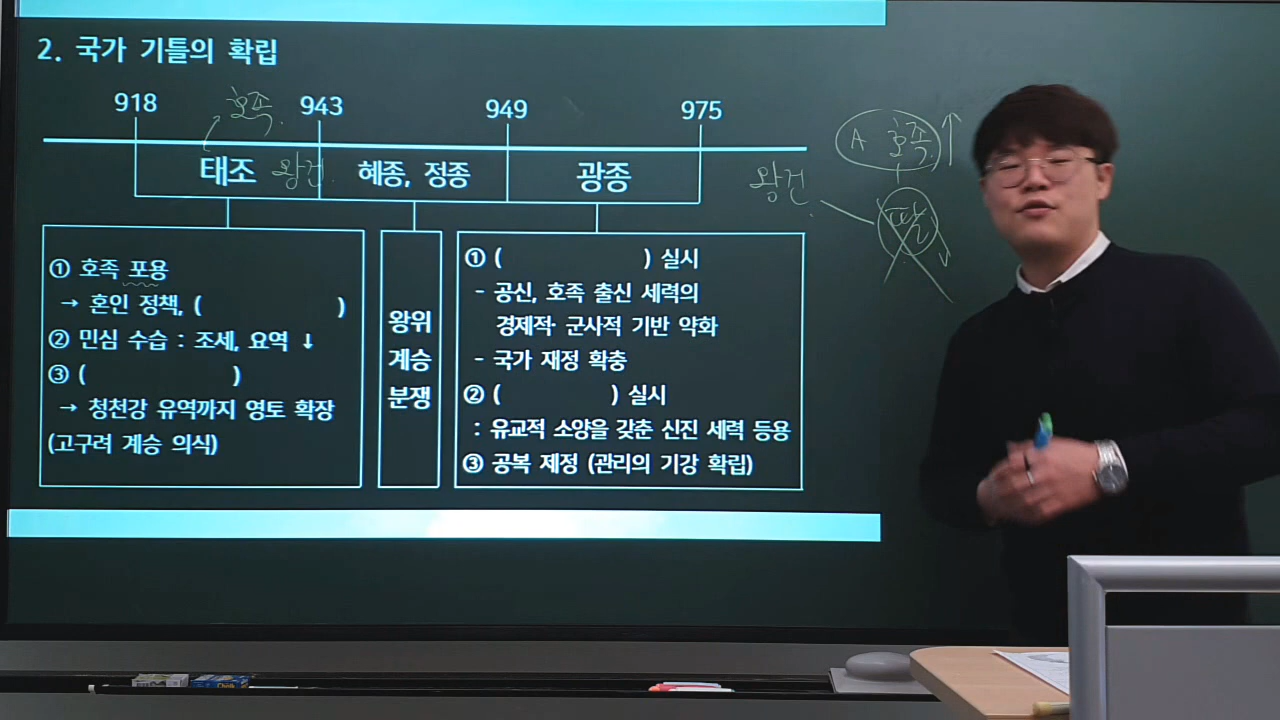 2. 국가 기틀의 확립
918 호족 943 949 975
태조 왕건 혜종, 정종 광종
① 호족 포용
→ 혼인 정책, ( )
② 민심 수습 : 조세, 요역 ↓
③ ( )
→ 청천강 유역까지 영토 확장
(고구려 계승 의식)
왕위
계승
분쟁
① ( ) 실시
- 공신, 호족 출신 세력의
경제적· 군사적 기반 약화
- 국가 재정 확충
② ( ) 실시
: 유교적 소양을 갖춘 신진 세력 등용
③ 공복 제정 (관리의 기강 확립)
A 호족 ↑
왕건
딸